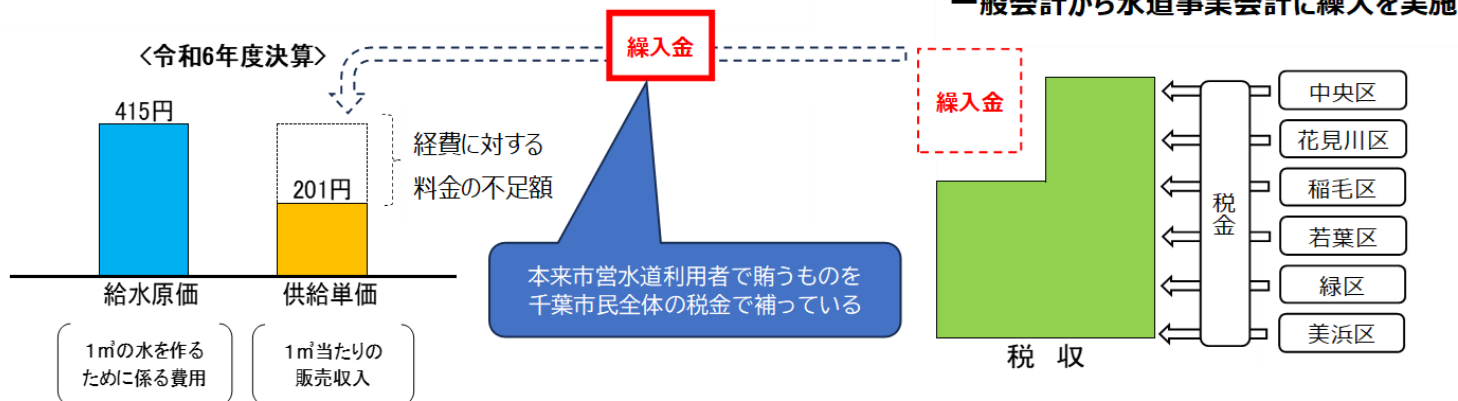 一般会計から水道事業会計に繰入を実施
<令和6年度決算>
繰入金
繰入金
415円
201円
経費に対する
料金の不足額
給水原価
供給単価
1㎥の水を作る
ために係る費用
1㎥当たりの
販売収入
本来市営水道利用者で賄うものを
千葉市民全体の税金で補っている
税 収
税金
中央区
花見川区
稲毛区
若葉区
緑区
美浜区